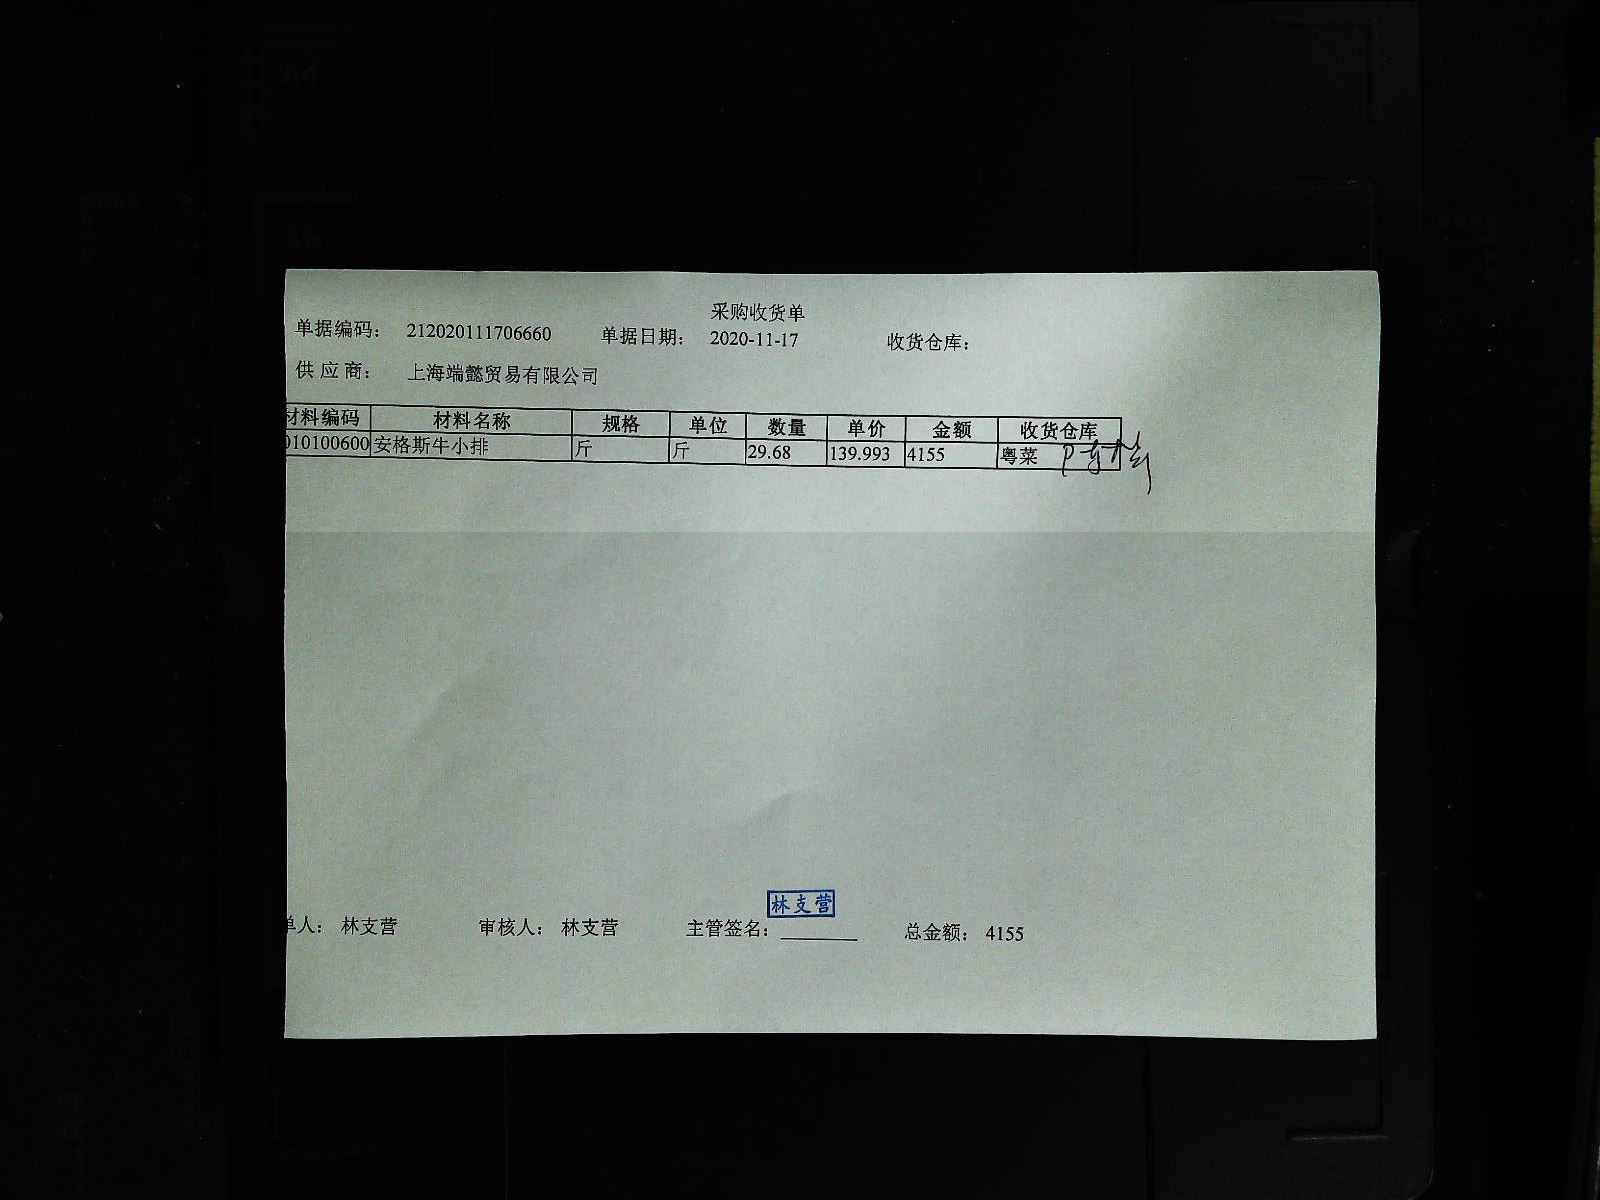 采购收货单
单据编码： 212020111706660 单据日期： 2020-11-17 收货仓库：
供应商： 上海端懿贸易有限公司
材料编码 材料名称 规格 单位 数量 单价 金额 收货仓库
010100600 安格斯牛小排 斤 斤 29.68 139.993 4155 粤菜
林支营
单人： 林支营 审核人： 林支营 主管签名： 总金额： 4155